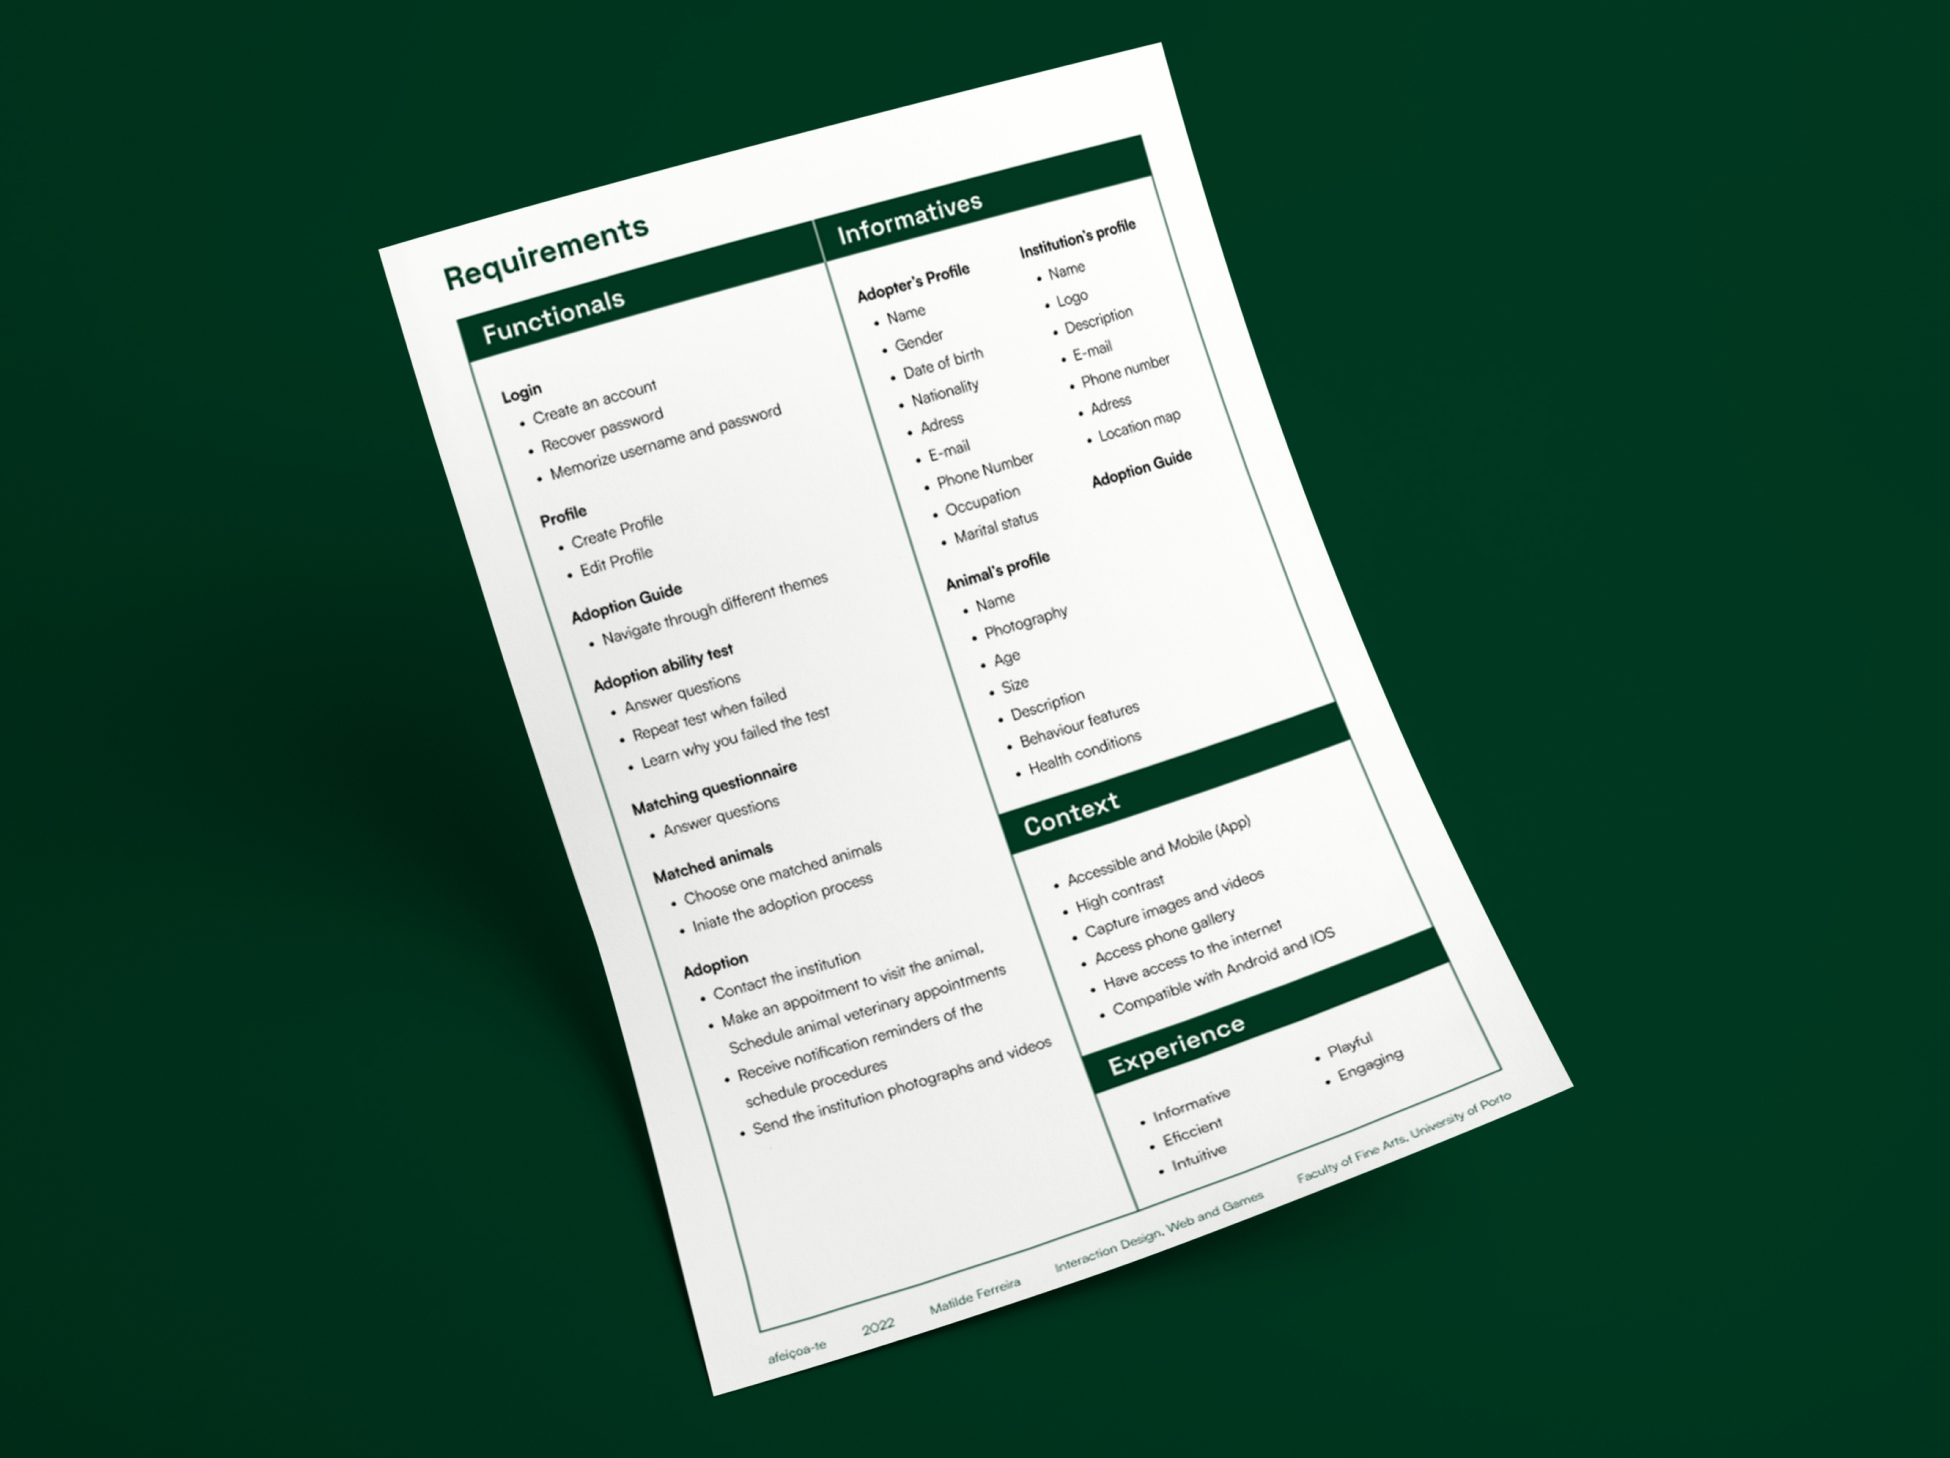 Requirements
Functionals
Login
• Create an account
• Recover password
• Memorize username and password
Profile
• Create Profile
• Edit Profile
Adoption Guide
• Navigate through different themes
Adoption ability test
• Answer questions
• Repeat test when failed
• Learn why you failed the test
Matching questionnaire
• Answer questions
Matched animals
• Choose one matched animals
• Iniate the adoption process
Adoption
• Contact the institution
• Make an appoitment to visit the animal,
Schedule animal veterinary appointments
• Receive notification reminders of the
schedule procedures
• Send the institution photographs and videos
Informatives
Adopter's Profile
• Name
• Gender
• Date of birth
• Nationality
• Adress
• E-mail
• Phone Number
• Occupation
• Marital status
Animal's profile
• Name
• Photography
• Age
• Size
• Description
• Behaviour features
• Health conditions
Institution's profile
• Name
• Logo
• Description
• E-mail
• Phone number
• Adress
• Location map
Adoption Guide
Context
• Accessible and Mobile (App)
• High contrast
• Capture images and videos
• Access phone gallery
• Have access to the internet
• Compatible with Android and IOS
Experience
• Informative
• Eficcient
• Intuitive
• Playful
• Engaging
afeiçoa-te 2022 Matilde Ferreira Interaction Design, Web and Games Faculty of Fine Arts, University of Porto